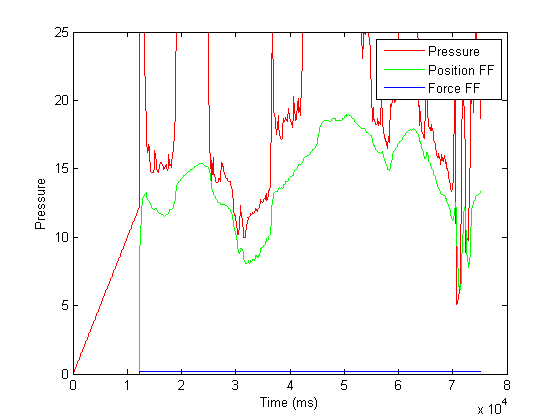 25
20
15
10
5
0
Pressure
Pressure
Position FF
Force FF
0 1 2 3 4 5 6 7 8
Time (ms)
x 10^4